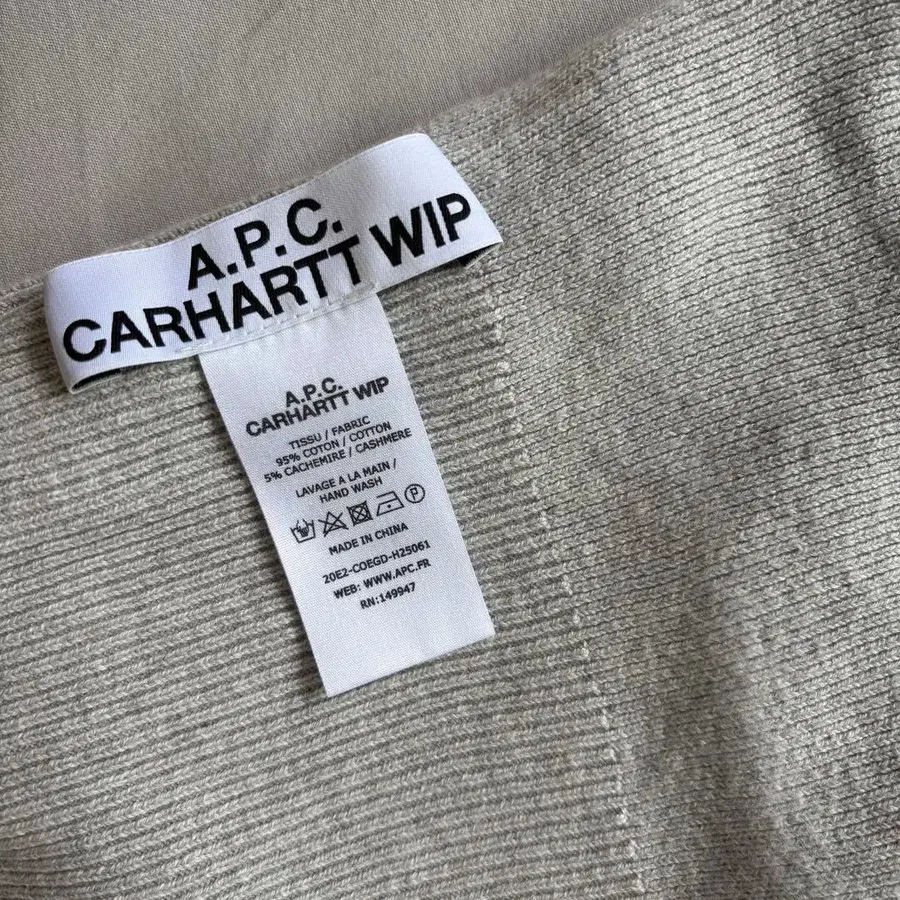 A.P.C.
CARHARTT WIP
A.P.C.
CARHARTT WIP
TISSU / FABRIC
95% COTON / COTTON
5% CACHEMIRE / CASHMERE
LAVAGE A LA MAIN /
HAND WASH
P
MADE IN CHINA
20E2-COEGD-H25061
WEB: WWW.APC.FR
RN:149947